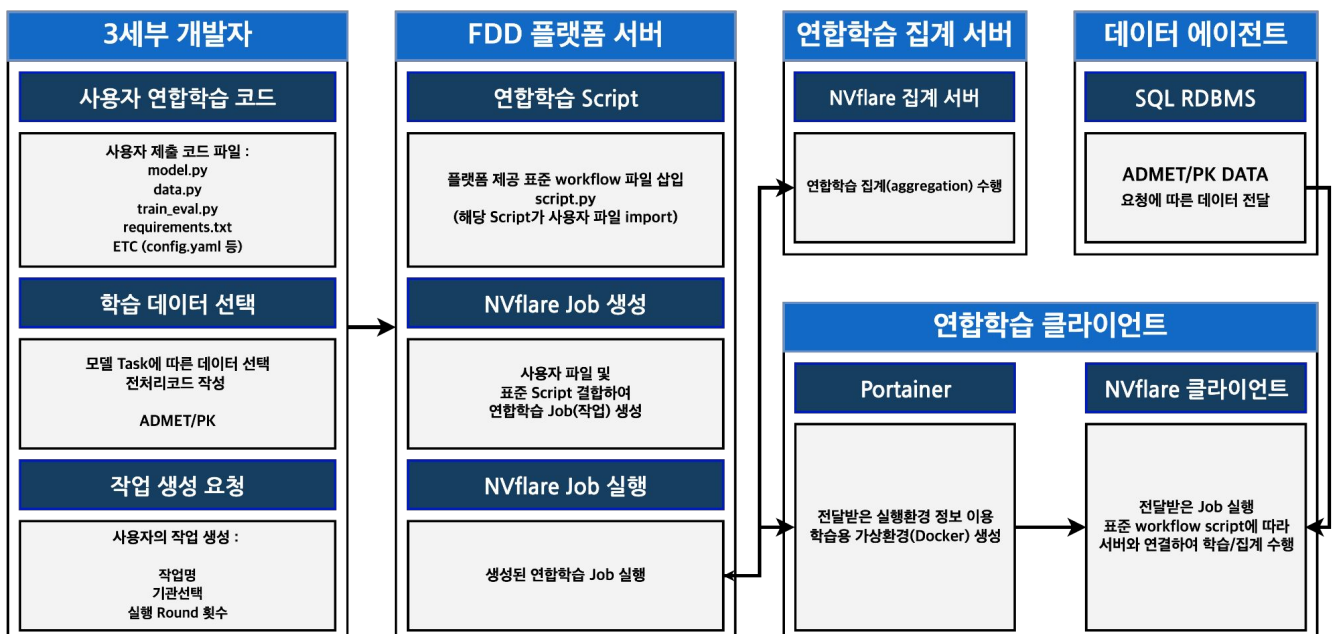 3세부 개발자
사용자 연합학습 코드
사용자 제출 코드 파일 :
model.py
data.py
train_eval.py
requirements.txt
ETC (config.yaml 등)
학습 데이터 선택
모델 Task에 따른 데이터 선택
전처리코드 작성
ADMET/PK
작업 생성 요청
사용자의 작업 생성 :
작업명
기관선택
실행 Round 횟수
FDD 플랫폼 서버
연합학습 Script
플랫폼 제공 표준 workflow 파일 삽입
script.py
(해당 Script가 사용자 파일 import)
NVflare Job 생성
사용자 파일 및
표준 Script 결합하여
연합학습 Job(작업) 생성
NVflare Job 실행
생성된 연합학습 Job 실행
연합학습 집계 서버
NVflare 집계 서버
연합학습 집계(aggregation) 수행
데이터 에이전트
SQL RDBMS
ADMET/PK DATA
요청에 따른 데이터 전달
연합학습 클라이언트
Portainer
전달받은 실행환경 정보 이용
학습용 가상환경(Docker) 생성
NVflare 클라이언트
전달받은 Job 실행
표준 workflow script에 따라
서버와 연결하여 학습/집계 수행